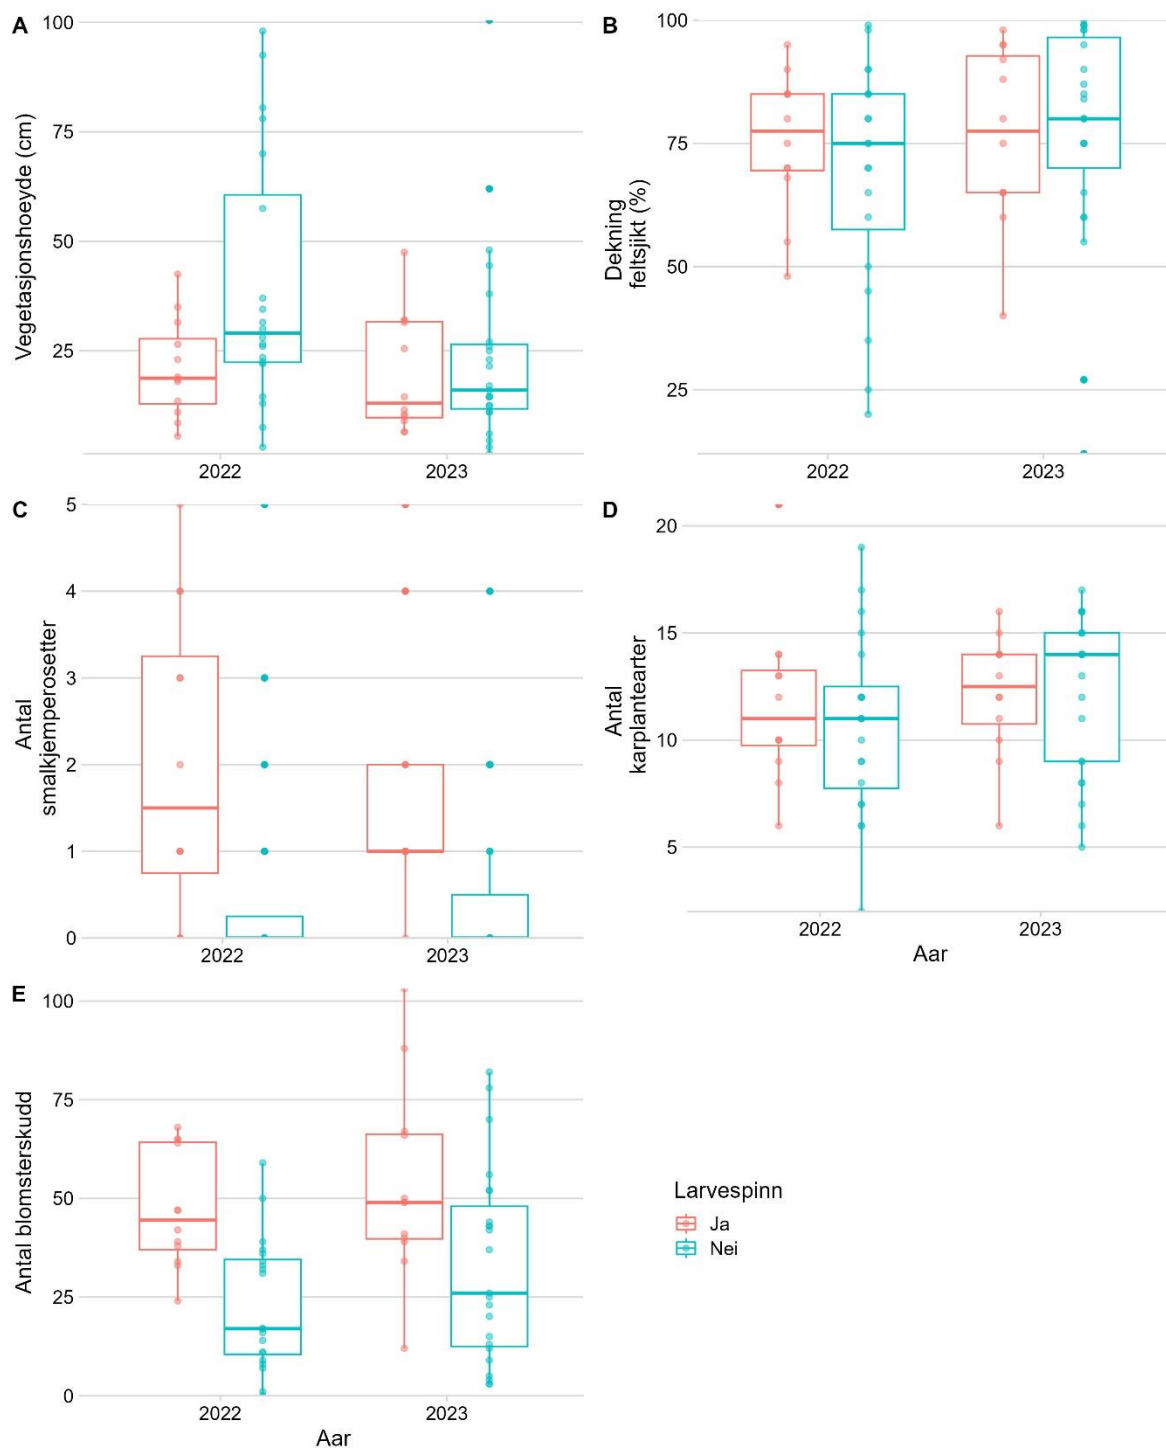 A
Vegetasjonshoeyde (cm)
100
75
50
25
2022
2023
B
Dekning
feltsjikt (%)
100
75
50
25
2022
2023
C
Antal
smalkjemperosetter
5
4
3
2
1
0
2022
2023
D
Antal
karplantearter
20
15
10
5
2022
2023
Aar
E
Antal blomsterskudd
100
75
50
25
0
2022
2023
Aar
Larvespinn
Ja
Nei